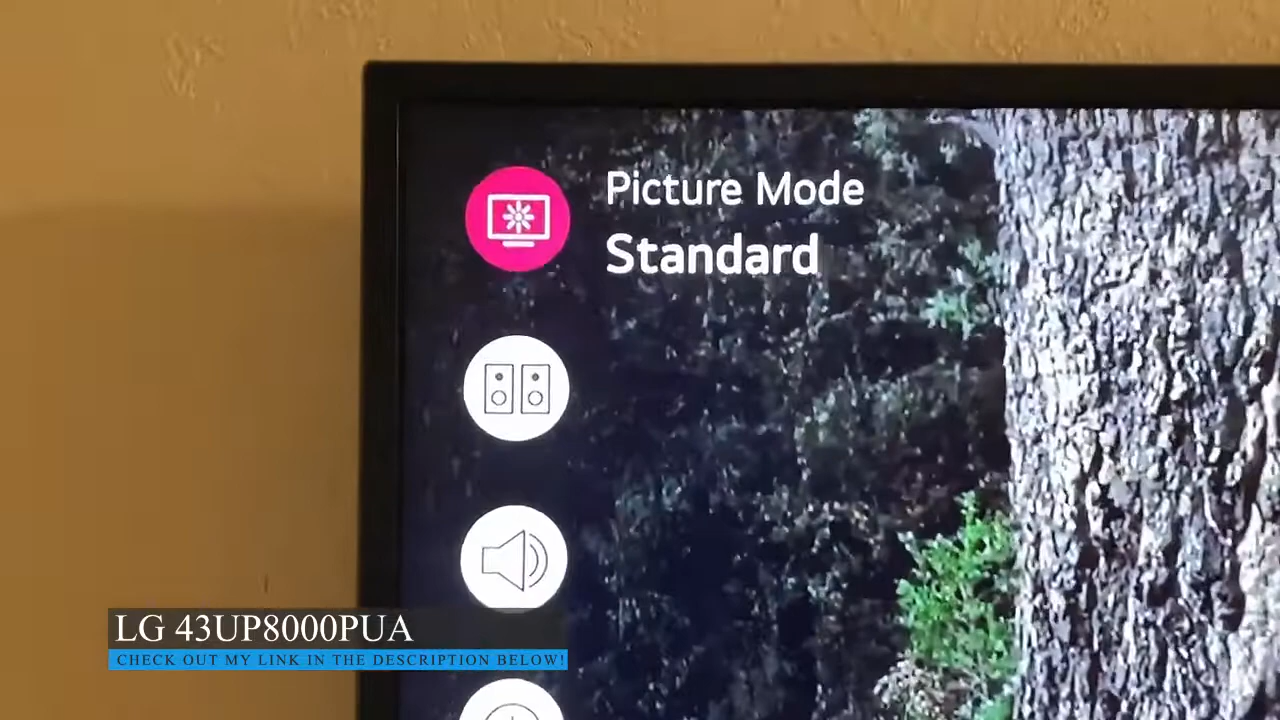 Picture Mode
Standard
LG 43UP8000PUA
CHECK OUT MY LINK IN THE DESCRIPTION BELOW!